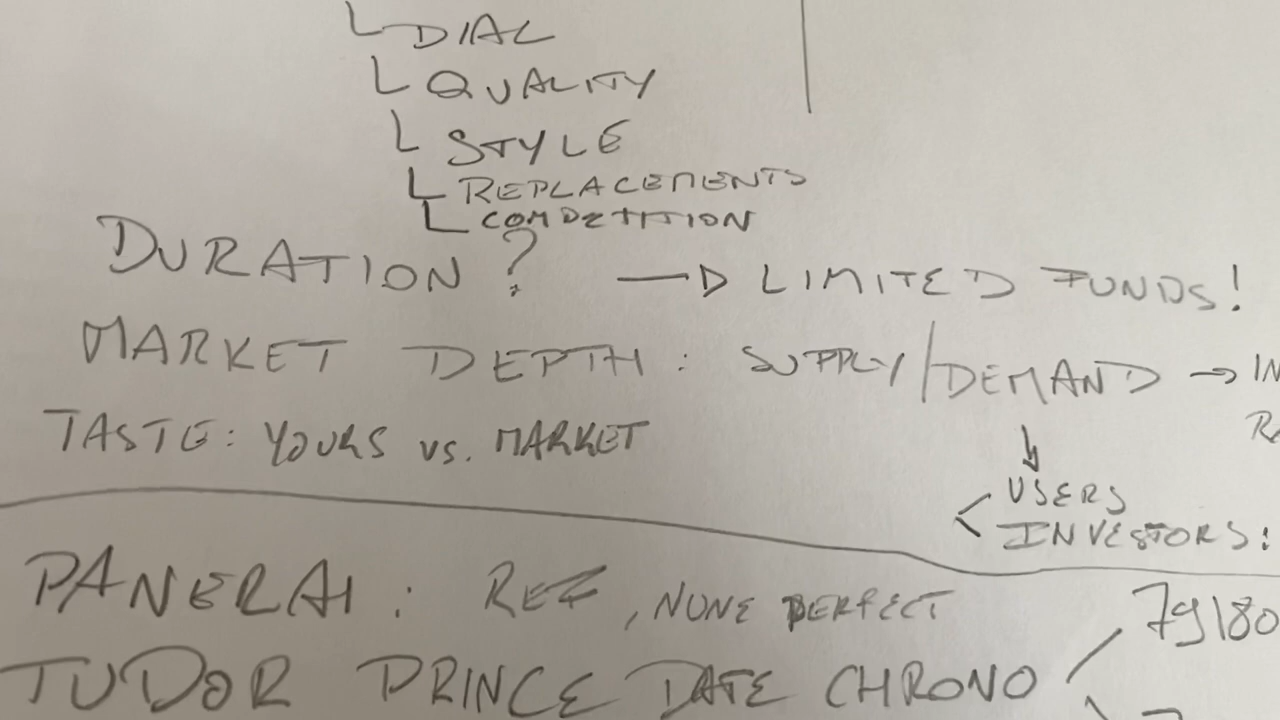 DIAL
QUALITY
STYLE
REPLACEMENTS
COMPETITION
DURATION? → LIMITED FUNDS!
MARKET DEPTH: SUPPLY/DEMAND → IN
TASTE: YOURS vs. MARKET
USERS
INVESTORS:
PANERAI: REF, NONE PERFECT
79180
TUDOR PRINCE DATE CHRONO